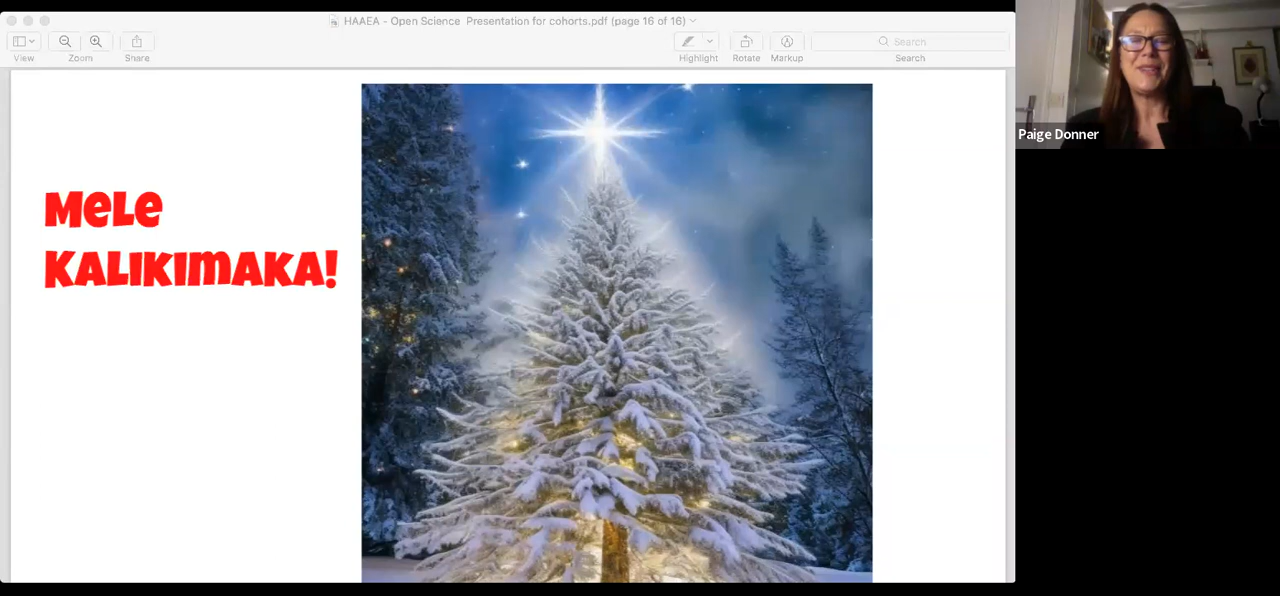 HAAEA - Open Science Presentation for cohorts.pdf (page 16 of 16)
View
Zoom
Share
Highlight
Rotate
Markup
Search
Search
Paige Donner
Mele
Kalikimaka!